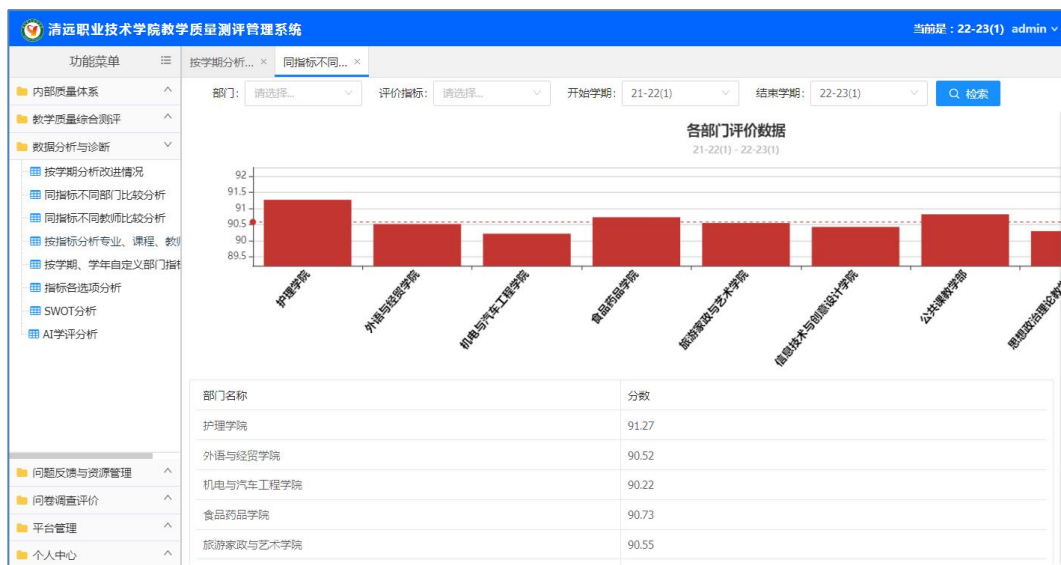 清远职业技术学院教学质量测评管理系统
当前是：22-23(1) admin
功能菜单
按学期分析... ×
同指标不同... ×
内部质量体系
教学质量综合测评
数据分析与诊断
按学期分析改进情况
同指标不同部门比较分析
同指标不同教师比较分析
按指标分析专业、课程、教
按学期、学年自定义部门指
指标各选项分析
SWOT分析
AI学评分析
问题反馈与资源管理
问卷调查评价
平台管理
个人中心
部门： 请选择... 评价指标： 请选择... 开始学期： 21-22(1) 结束学期： 22-23(1) 检索
各部门评价数据
21-22(1) - 22-23(1)
92
91.5
91
90.5
90
89.5
护理学院
外语与经贸学院
机电与汽车工程学院
食品药品学院
旅游家政与艺术学院
信息技术与创意设计学院
公共课教学部
思想政治理论教
部门名称 分数
护理学院 91.27
外语与经贸学院 90.52
机电与汽车工程学院 90.22
食品药品学院 90.73
旅游家政与艺术学院 90.55